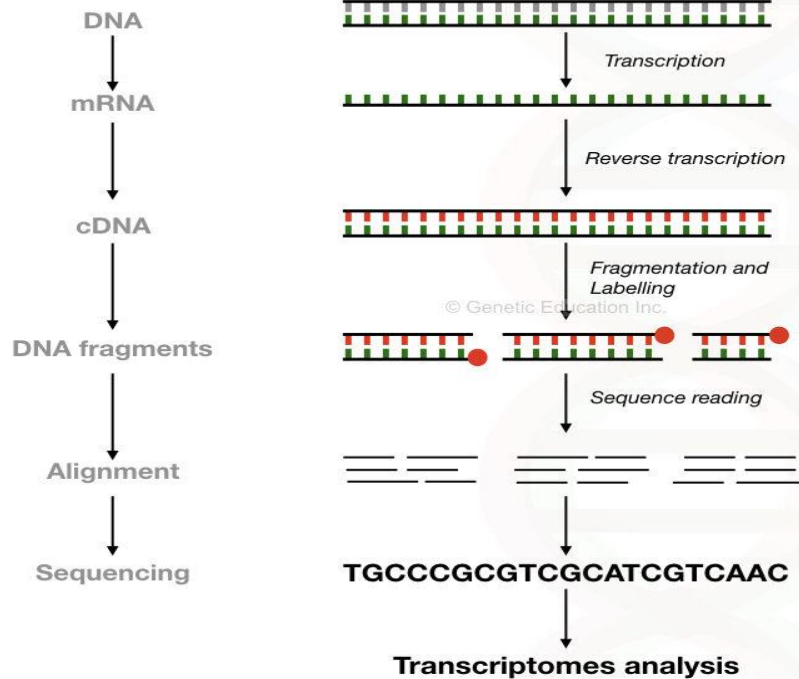 DNA
Transcription
mRNA
Reverse transcription
cDNA
Fragmentation and
Labelling
© Genetic Education Inc.
DNA fragments
Sequence reading
Alignment
Sequencing
TGCCCGCGTCGCATCGTCAAC
Transcriptomes analysis